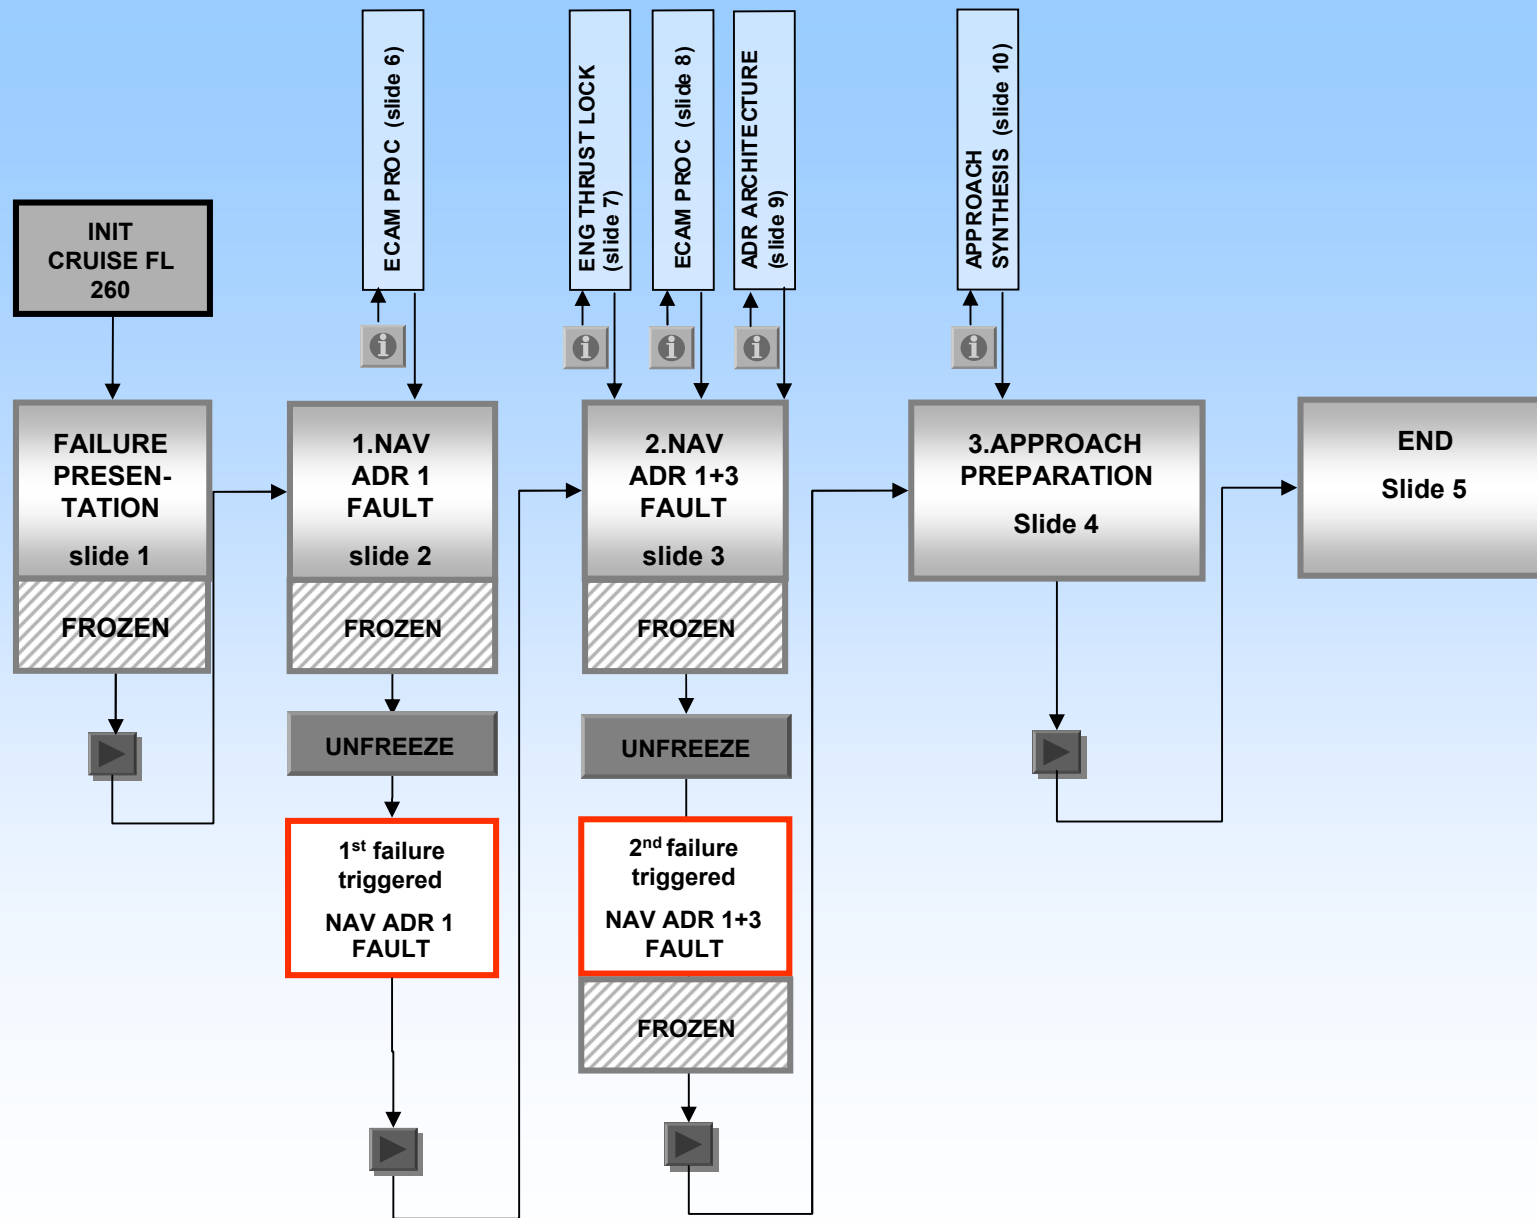 ECAM PROC (slide 6)
ENG THRUST LOCK
(slide 7)
ECAM PROC (slide 8)
ADR ARCHITECTURE
(slide 9)
APPROACH
SYNTHESIS (slide 10)
INIT
CRUISE FL
260
FAILURE
PRESEN-
TATION
slide 1
FROZEN
1.NAV
ADR 1
FAULT
slide 2
FROZEN
UNFREEZE
1st failure
triggered
NAV ADR 1
FAULT
2.NAV
ADR 1+3
FAULT
slide 3
FROZEN
UNFREEZE
2nd failure
triggered
NAV ADR 1+3
FAULT
FROZEN
3.APPROACH
PREPARATION
Slide 4
END
Slide 5